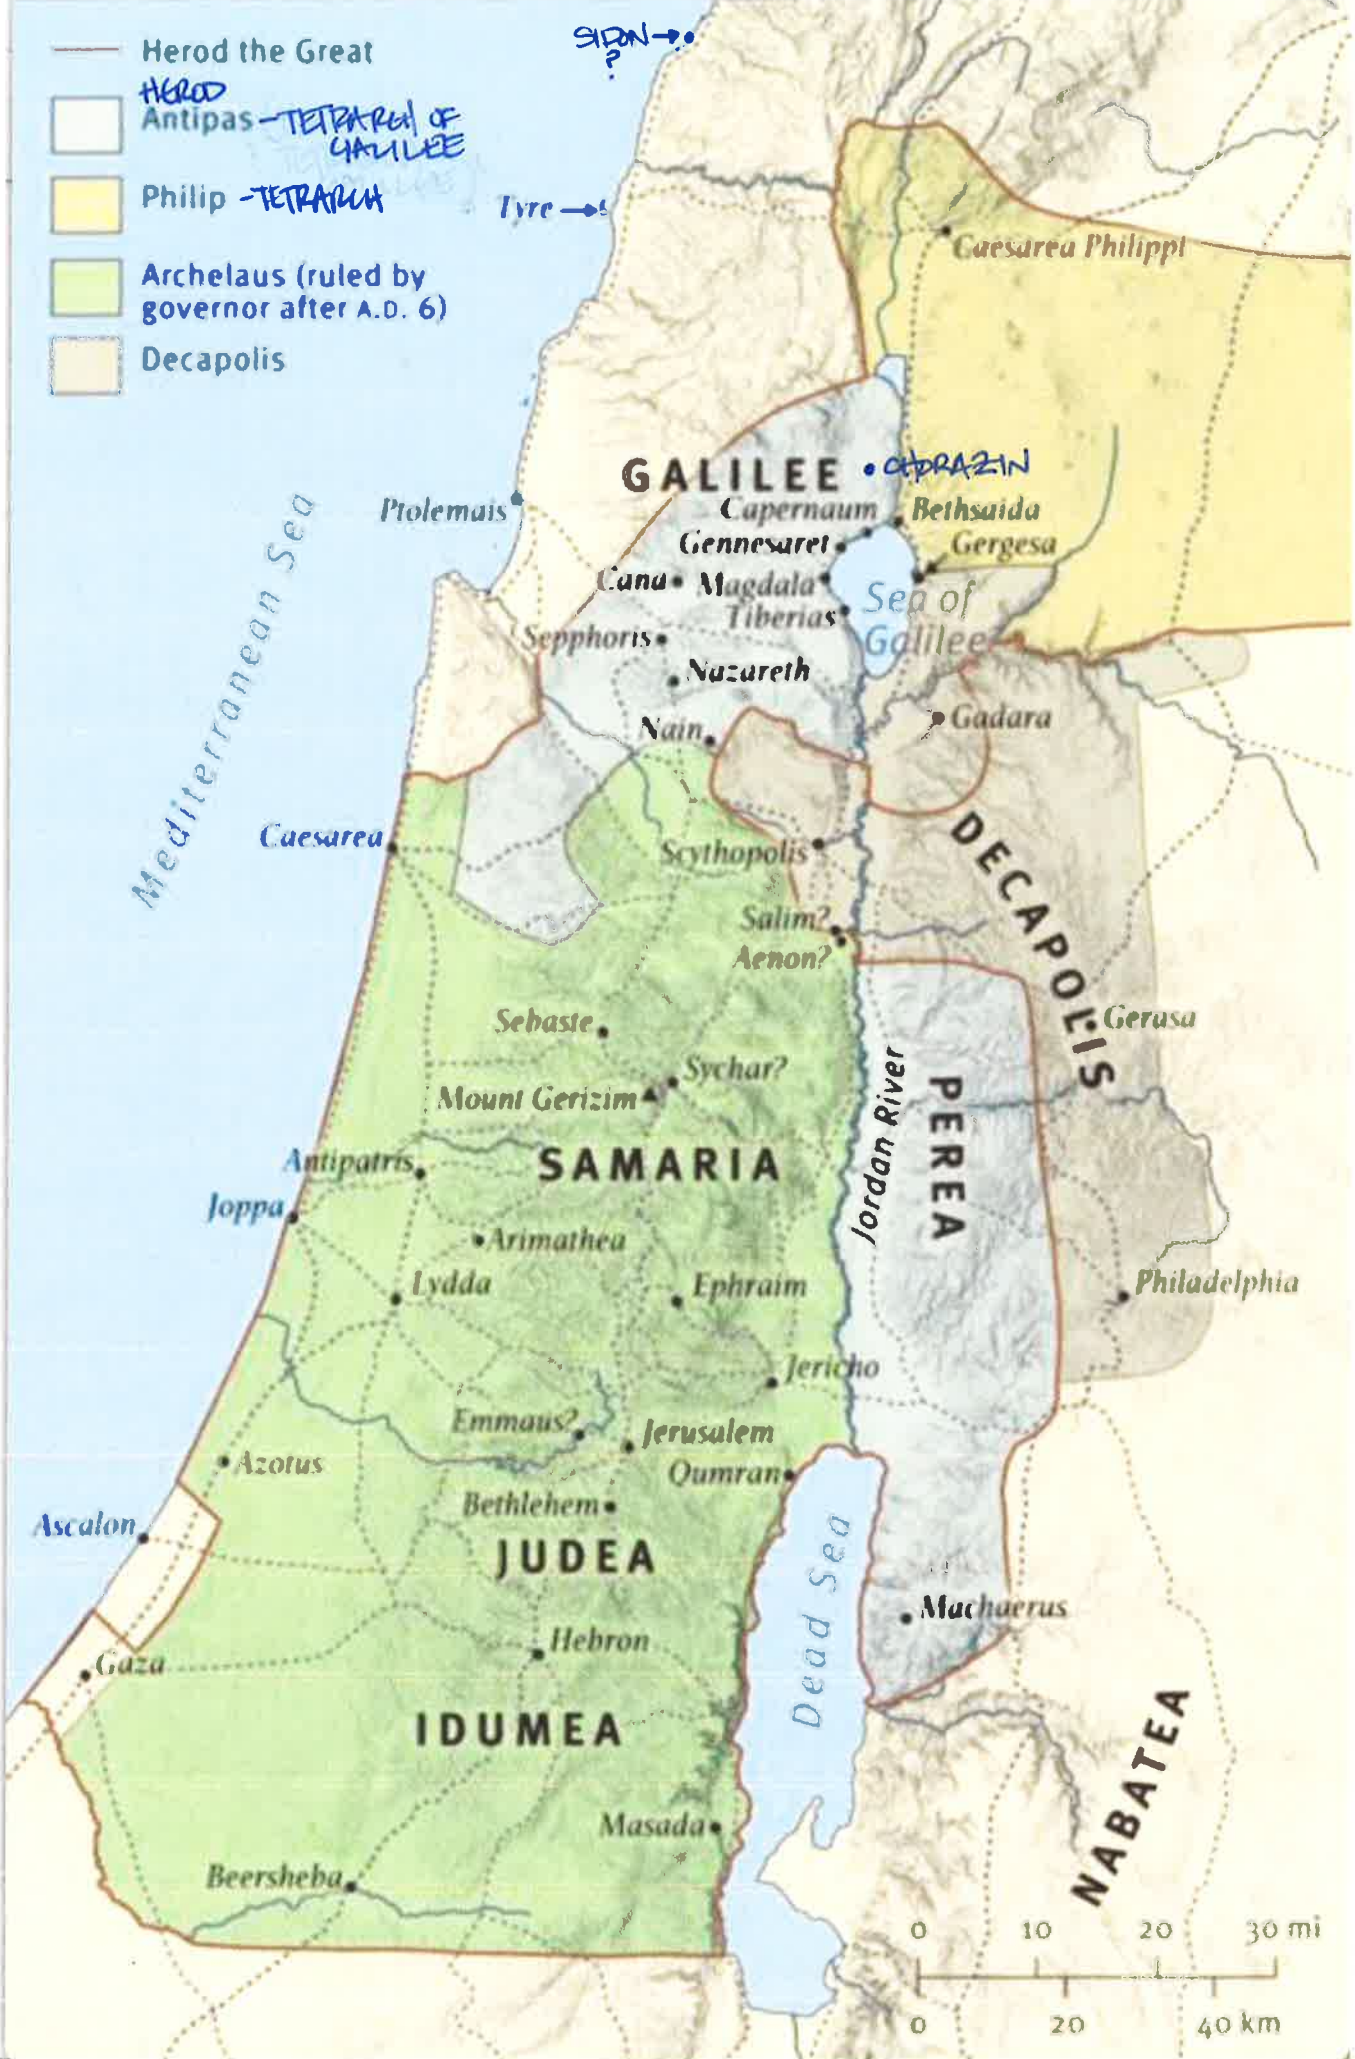 Herod the Great
HEROD
Antipas - TETRARCH OF
GALILEE
Philip - TETRARCH
Archelaus (ruled by
governor after A.D. 6)
Decapolis
SIDON
?
Tyre
Caesarea Philippi
GALILEE
CHORAZIN
Ptolemais
Capernaum
Bethsaida
Gennesaret
Gergesa
Cana
Magdala
Tiberias
Sea of
Galilee
Sepphoris
Nazareth
Mediterranean Sea
Nain
Gadara
Caesarea
Scythopolis
DECAPOLIS
Salim?
Aenon?
Sebaste
Gerasa
Sychar?
Mount Gerizim
Jordan River
PEREA
Antipatris
SAMARIA
Joppa
Arimathea
Lydda
Ephraim
Philadelphia
Jericho
Emmaus?
Jerusalem
Azotus
Qumran
Bethlehem
Ascalon
JUDEA
Dead Sea
Machaerus
Hebron
Gaza
IDUMEA
NABATEA
Masada
Beersheba
0 10 20 30 mi
0 20 40 km